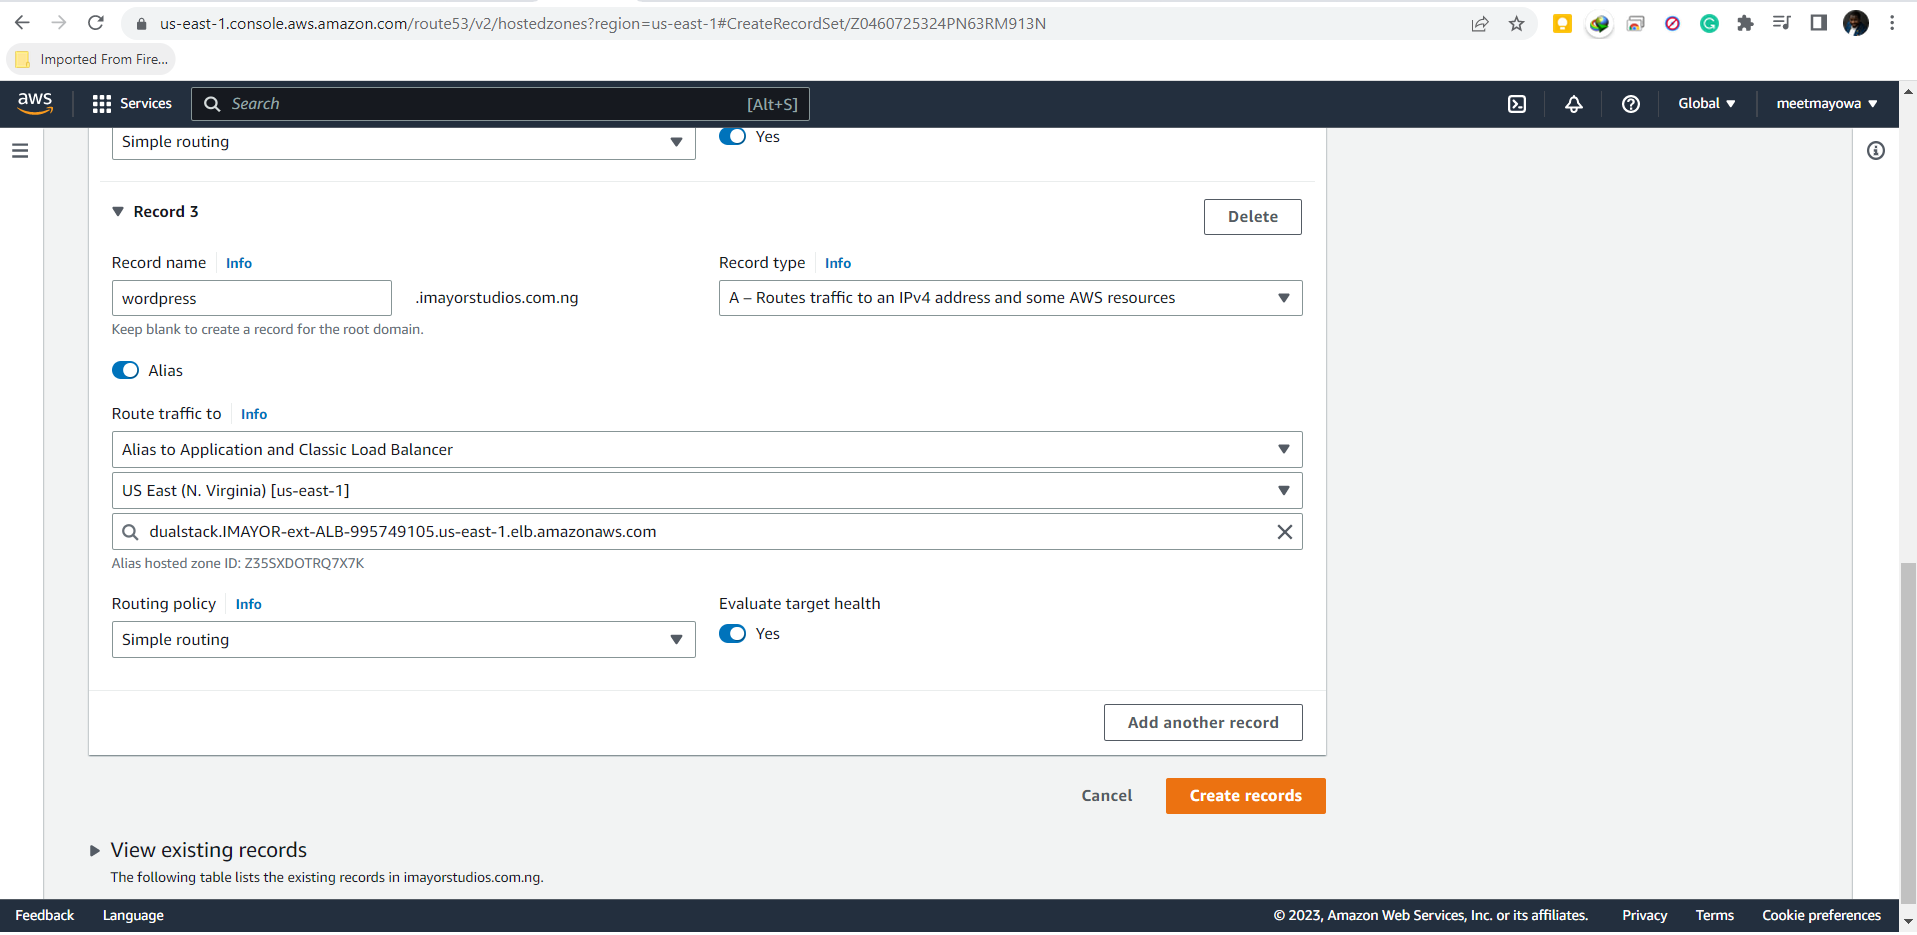 us-east-1.console.aws.amazon.com/route53/v2/hostedzones?region=us-east-1#CreateRecordSet/Z0460725324PN63RM913N
Imported From Fire...
aws Services Search [Alt+S] Global meetmayowa
Simple routing Yes
Record 3 Delete
Record name Info Record type Info
wordpress .imayorstudios.com.ng A – Routes traffic to an IPv4 address and some AWS resources
Keep blank to create a record for the root domain.
Alias
Route traffic to Info
Alias to Application and Classic Load Balancer
US East (N. Virginia) [us-east-1]
dualstack.IMAYOR-ext-ALB-995749105.us-east-1.elb.amazonaws.com
Alias hosted zone ID: Z35SXDOTRQ7X7K
Routing policy Info Evaluate target health
Simple routing Yes
Add another record
Cancel Create records
View existing records
The following table lists the existing records in imayorstudios.com.ng.
Feedback Language © 2023, Amazon Web Services, Inc. or its affiliates. Privacy Terms Cookie preferences